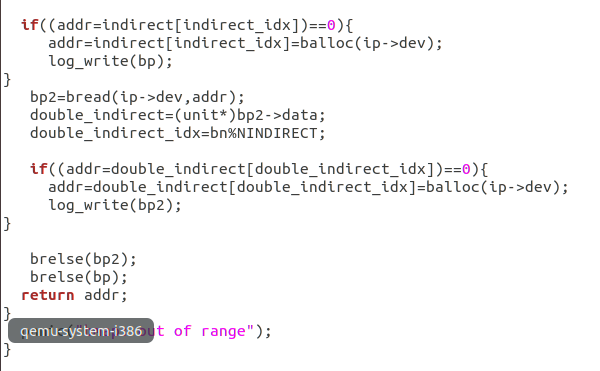 if((addr=indirect[indirect_idx])==0){
addr=indirect[indirect_idx]=balloc(ip->dev);
log_write(bp);
}
bp2=bread(ip->dev,addr);
double_indirect=(unit*)bp2->data;
double_indirect_idx=bn%NINDIRECT;
if((addr=double_indirect[double_indirect_idx])==0){
addr=double_indirect[double_indirect_idx]=balloc(ip->dev);
log_write(bp2);
}
brelse(bp2);
brelse(bp);
return addr;
}
qemu-system-i386 out of range");
}